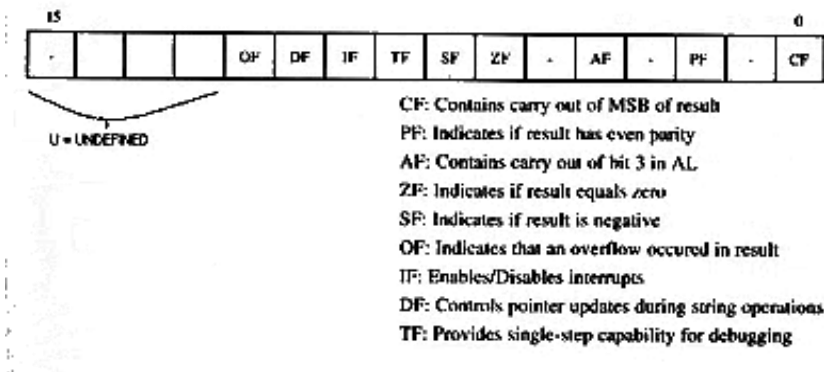 15 0
- OF DF IF TF SF ZF - AF - PF - CF
U = UNDEFINED
CF: Contains carry out of MSB of result
PF: Indicates if result has even parity
AF: Contains carry out of bit 3 in AL
ZF: Indicates if result equals zero
SF: Indicates if result is negative
OF: Indicates that an overflow occured in result
IF: Enables/Disables interrupts
DF: Controls pointer updates during string operations
TF: Provides single-step capability for debugging